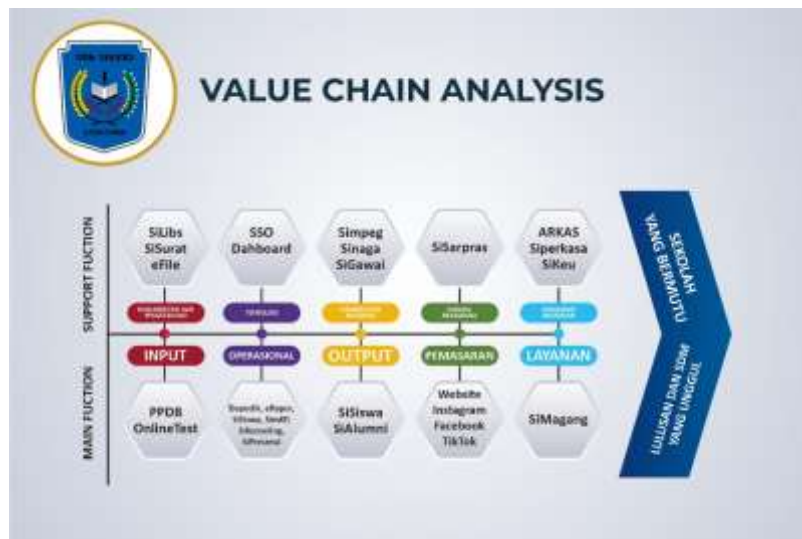 VALUE CHAIN ANALYSIS
SUPPORT FUCTION
SiLibs
SiSurat
eFile
SSO
Dahboard
Simpeg
Sinaga
SiGawai
SiSarpras
ARKAS
Siperkasa
SiKeu
INPUT
OPERASIONAL
OUTPUT
PEMASARAN
LAYANAN
MAIN FUCTION
PPDB
OnlineTest
SiSiswa
SiAlumni
Website
Instagram
Facebook
TikTok
SiMagang
SEKOLAH
YANG BERMUTU
LULUSAN DAN SDM
YANG UNGGUL